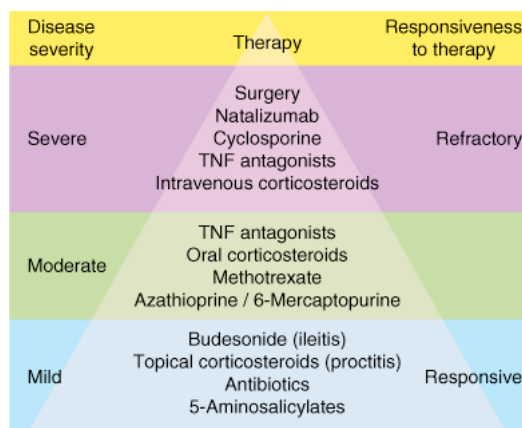 Disease severity
Therapy
Responsiveness to therapy
Severe
Surgery
Natalizumab
Cyclosporine
TNF antagonists
Intravenous corticosteroids
Refractory
Moderate
TNF antagonists
Oral corticosteroids
Methotrexate
Azathioprine / 6-Mercaptopurine
Mild
Budesonide (ileitis)
Topical corticosteroids (proctitis)
Antibiotics
5-Aminosalicylates
Responsive